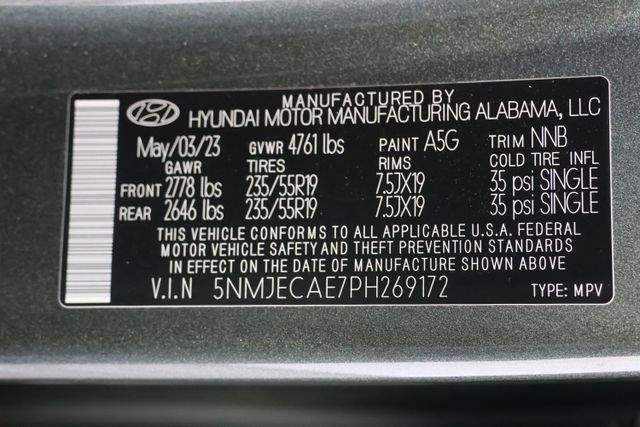 MANUFACTURED BY
HYUNDAI MOTOR MANUFACTURING ALABAMA, LLC
May/03/23 GVWR 4761 lbs PAINT A5G TRIM NNB
GAWR TIRES RIMS COLD TIRE INFL
FRONT 2778 lbs 235/55R19 7.5JX19 35 psi SINGLE
REAR 2646 lbs 235/55R19 7.5JX19 35 psi SINGLE
THIS VEHICLE CONFORMS TO ALL APPLICABLE U.S.A. FEDERAL
MOTOR VEHICLE SAFETY AND THEFT PREVENTION STANDARDS
IN EFFECT ON THE DATE OF MANUFACTURE SHOWN ABOVE
V.I.N 5NMJECAE7PH269172 TYPE: MPV